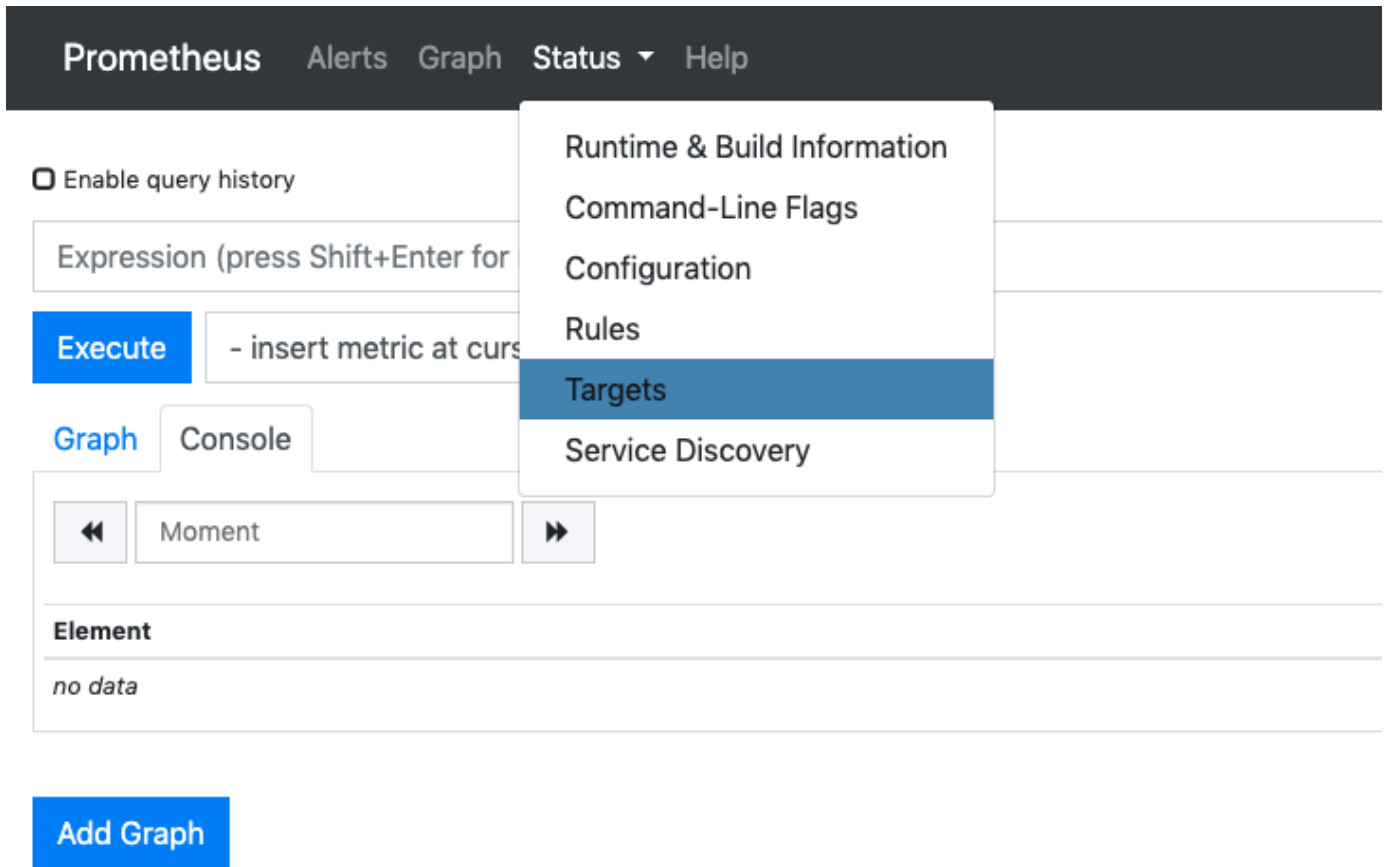 Prometheus Alerts Graph Status Help
Runtime & Build Information
Command-Line Flags
Configuration
Rules
Targets
Service Discovery
Enable query history
Expression (press Shift+Enter for
Execute - insert metric at curs
Graph Console
Moment
Element
no data
Add Graph